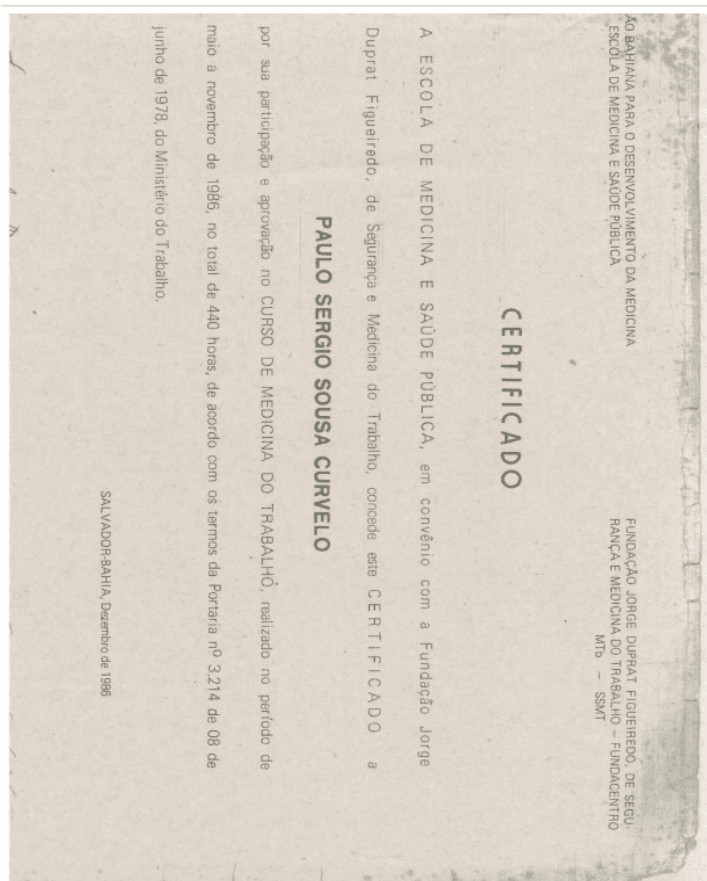 ÃO BAHIANA PARA O DESENVOLVIMENTO DA MEDICINA
ESCOLA DE MEDICINA E SAÚDE PÚBLICA
FUNDAÇÃO JORGE DUPRAT FIGUEIREDO, DE SEGU-
RANÇA E MEDICINA DO TRABALHO – FUNDACENTRO
MTb – SSMT
CERTIFICADO
A ESCOLA DE MEDICINA E SAÚDE PÚBLICA, em convênio com a Fundação Jorge
Duprat Figueiredo, de Segurança e Medicina do Trabalho, concede este CERTIFICADO a
PAULO SERGIO SOUSA CURVELO
por sua participação e aprovação no CURSO DE MEDICINA DO TRABALHO, realizado no período de
maio a novembro de 1986, no total de 440 horas, de acordo com os termos da Portaria nº 3.214 de 08 de
junho de 1978, do Ministério do Trabalho.
SALVADOR-BAHIA, Dezembro de 1986